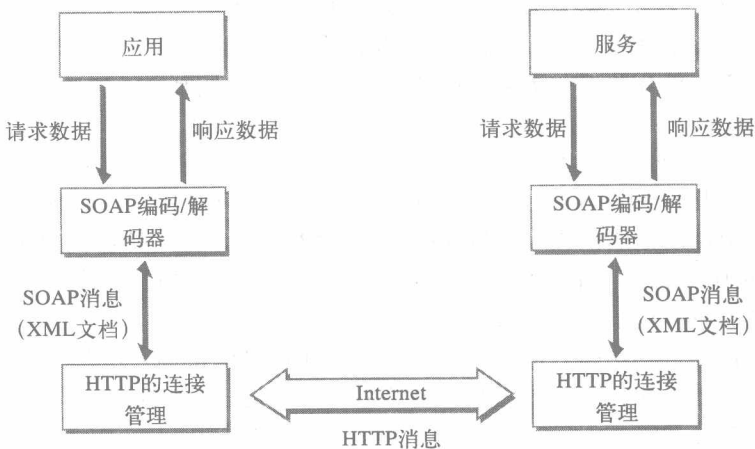 应用
服务
请求数据
响应数据
请求数据
响应数据
SOAP编码/解
码器
SOAP编码/解
码器
SOAP消息
（XML文档）
SOAP消息
（XML文档）
HTTP的连接
管理
Internet
HTTP消息
HTTP的连接
管理